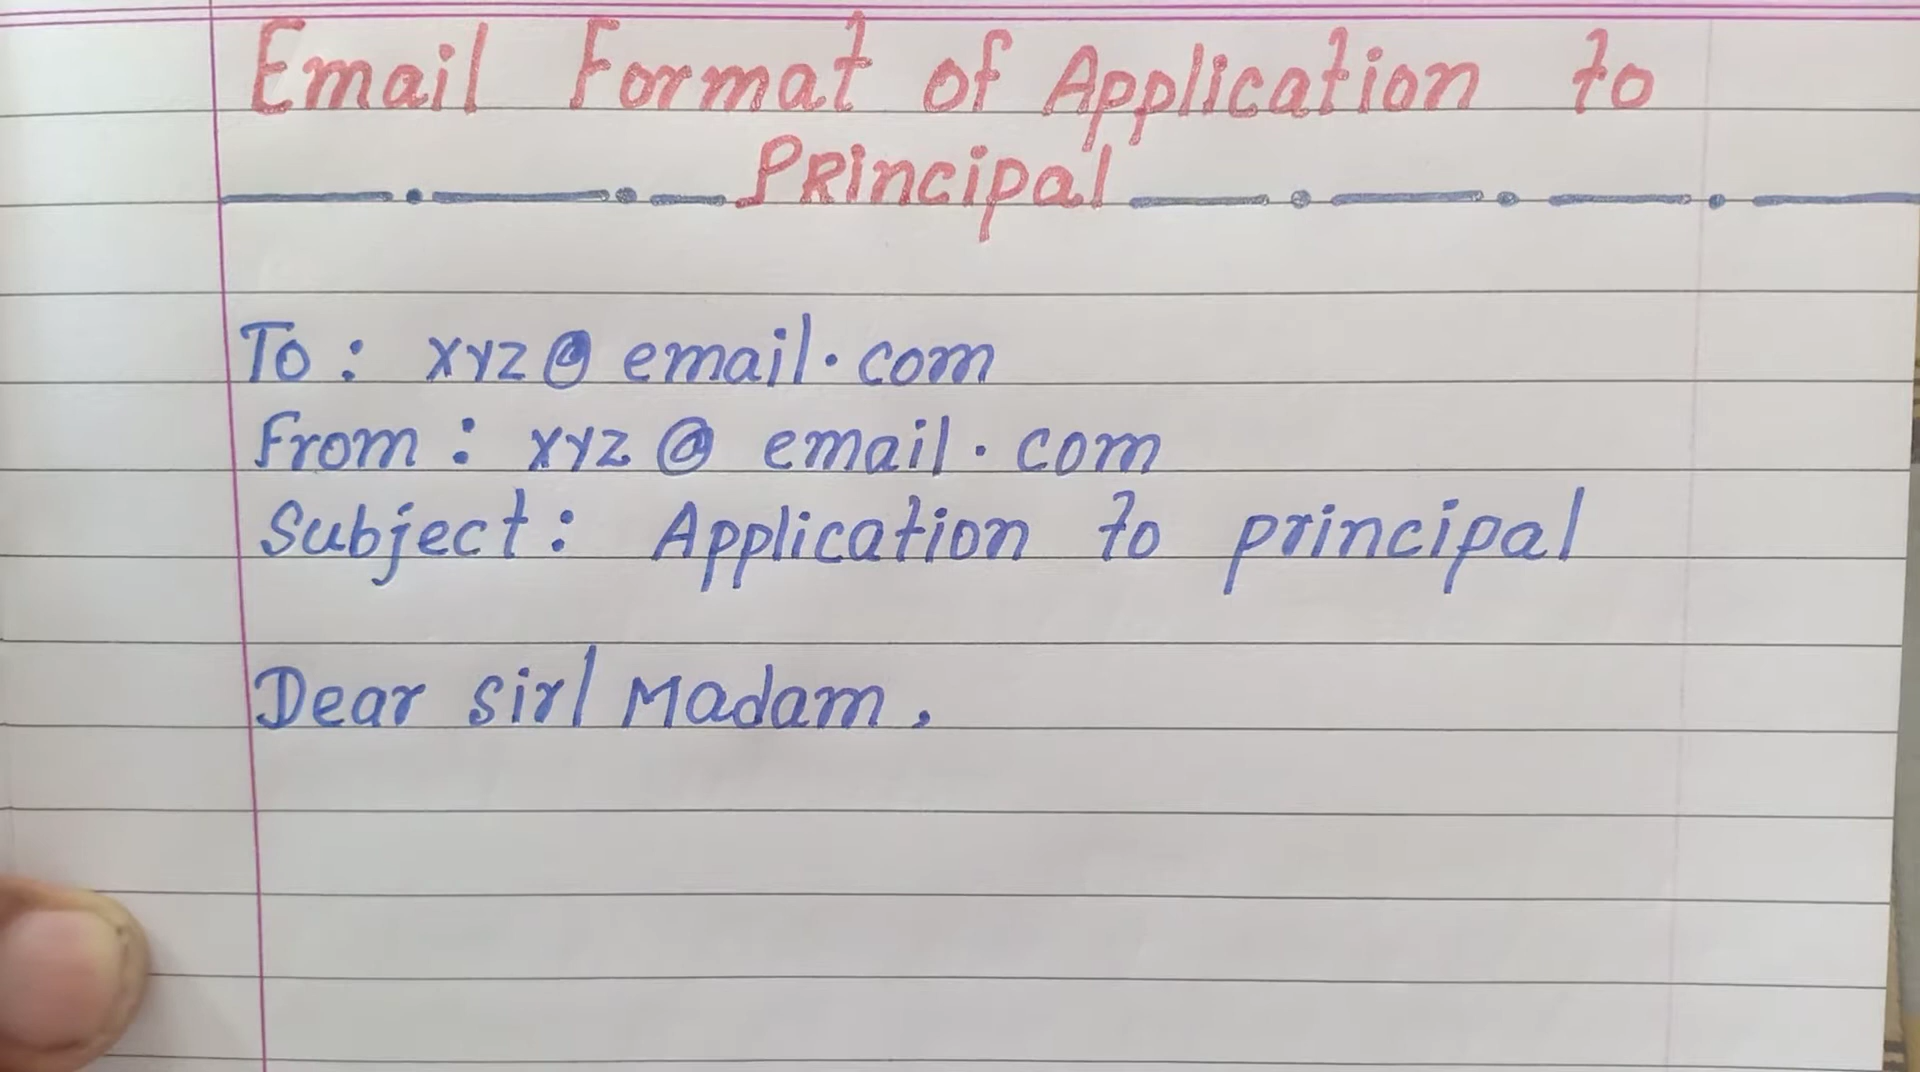 Email Format of Application to
Principal
To : xyz@email.com
From : xyz@email.com
Subject : Application to principal
Dear sir/Madam,